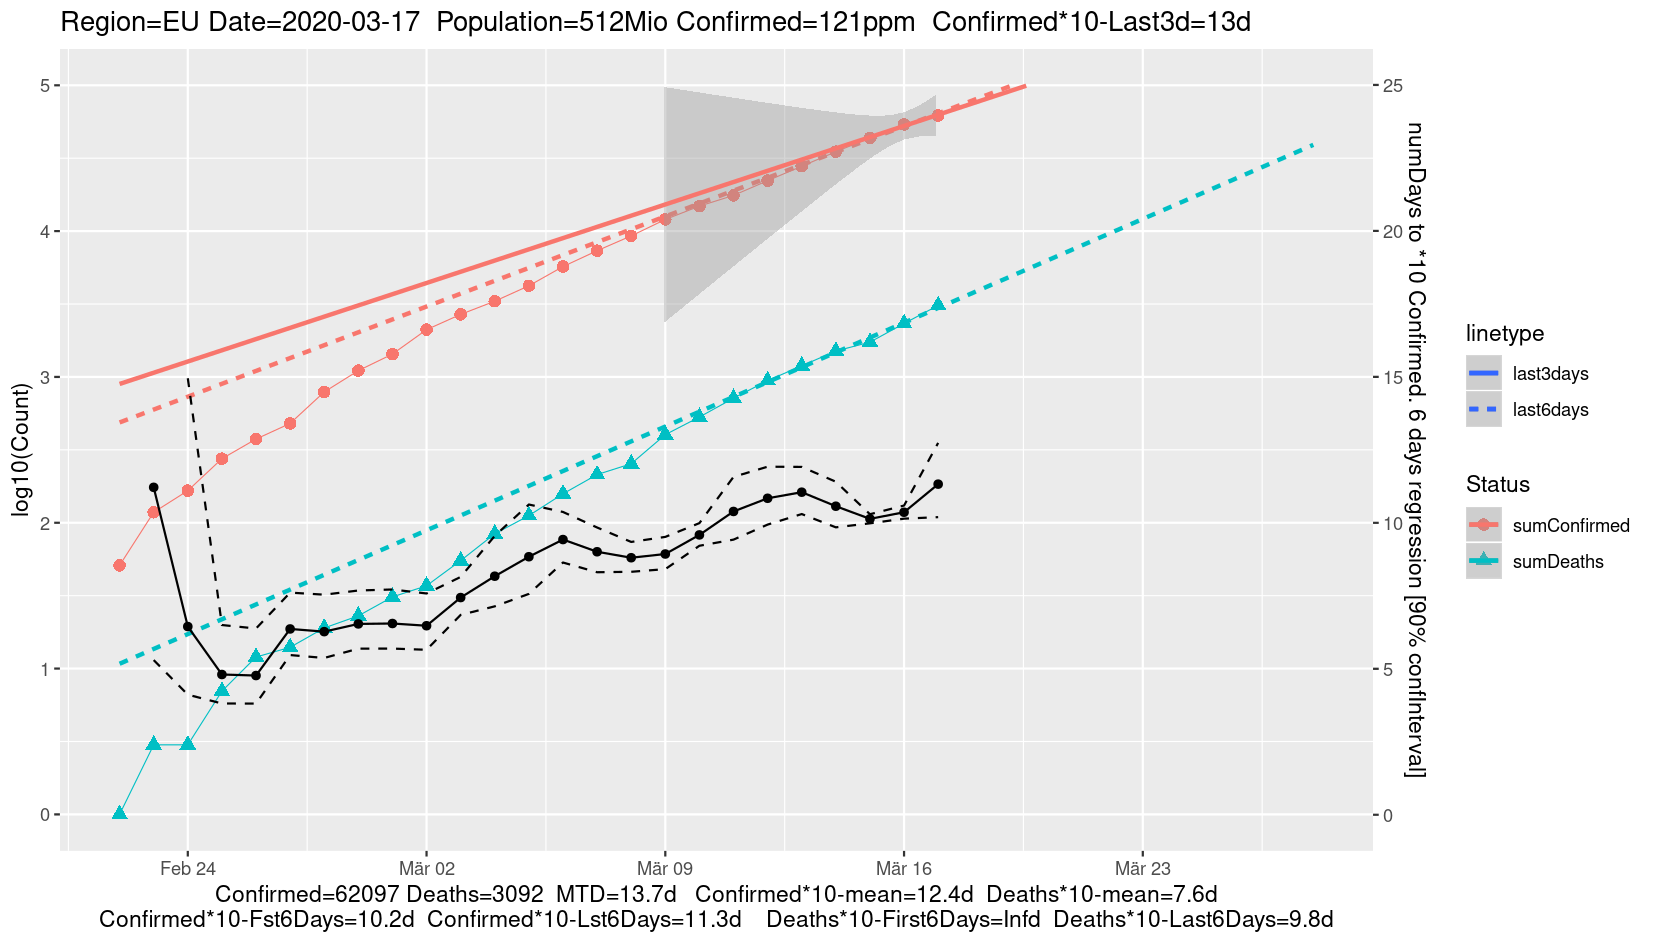 Region=EU Date=2020-03-17  Population=512Mio Confirmed=121ppm  Confirmed*10-Last3d=13d
log10(Count)
5
4
3
2
1
0
25
20
15
10
5
0
numDays to *10 Confirmed. 6 days regression [90% confInterval]
linetype
last3days
last6days
Status
sumConfirmed
sumDeaths
Feb 24
Mär 02
Mär 09
Mär 16
Mär 23
Confirmed=62097 Deaths=3092  MTD=13.7d   Confirmed*10-mean=12.4d  Deaths*10-mean=7.6d
Confirmed*10-Fst6Days=10.2d  Confirmed*10-Lst6Days=11.3d    Deaths*10-First6Days=Infd  Deaths*10-Last6Days=9.8d